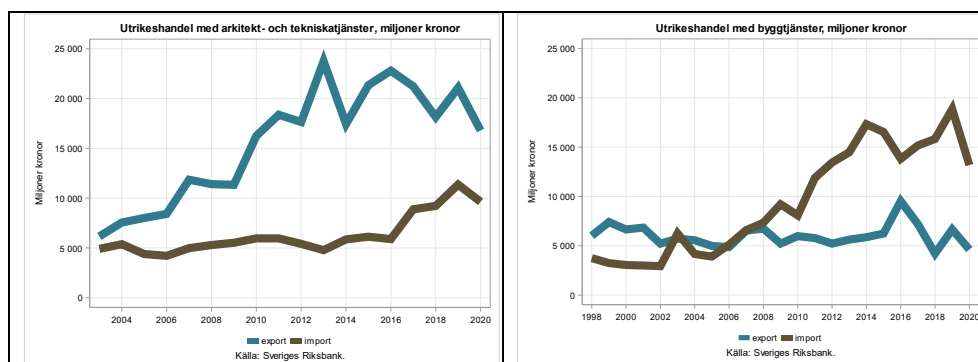 Utrikeshandel med arkitekt- och tekniskatjänster, miljoner kronor
25 000
20 000
15 000
10 000
5 000
0
Miljoner kronor
2004 2006 2008 2010 2012 2014 2016 2018 2020
export import
Källa: Sveriges Riksbank.
Utrikeshandel med byggtjänster, miljoner kronor
25 000
20 000
15 000
10 000
5 000
0
Miljoner kronor
1998 2000 2002 2004 2006 2008 2010 2012 2014 2016 2018 2020
export import
Källa: Sveriges Riksbank.